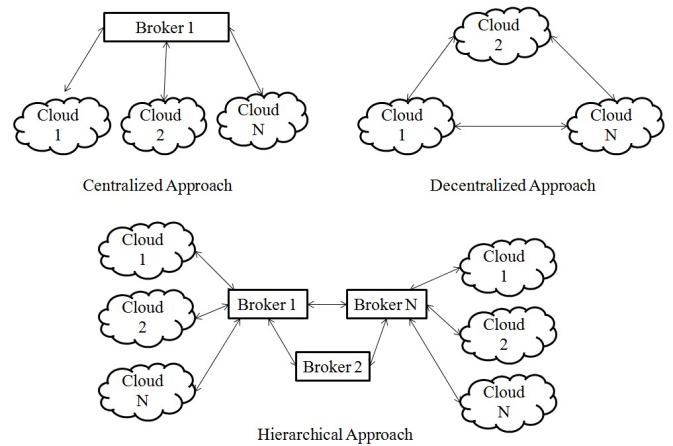 Broker 1
Cloud
1
Cloud
2
Cloud
N
Centralized Approach
Cloud
2
Cloud
1
Cloud
N
Decentralized Approach
Cloud
1
Cloud
2
Cloud
N
Broker 1
Broker N
Broker 2
Cloud
1
Cloud
2
Cloud
N
Hierarchical Approach